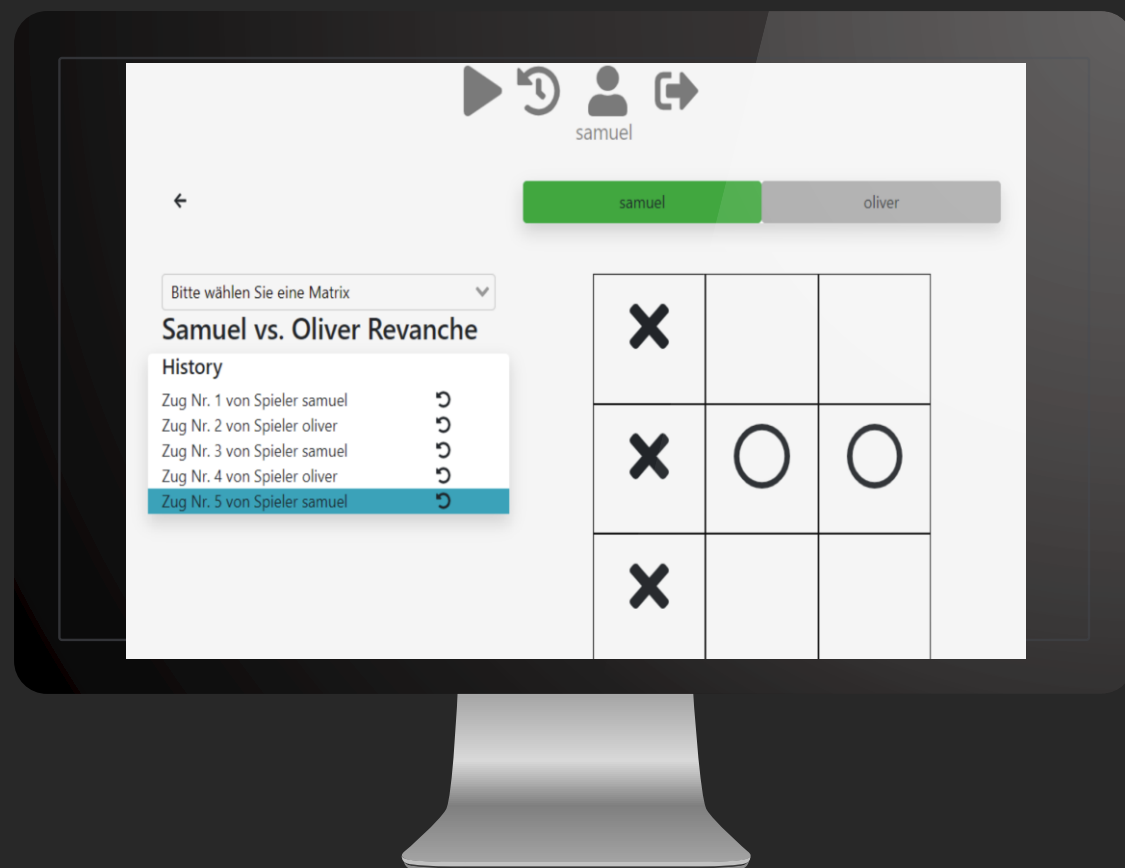 samuel
samuel
oliver
Bitte wählen Sie eine Matrix
Samuel vs. Oliver Revanche
History
Zug Nr. 1 von Spieler samuel
Zug Nr. 2 von Spieler oliver
Zug Nr. 3 von Spieler samuel
Zug Nr. 4 von Spieler oliver
Zug Nr. 5 von Spieler samuel